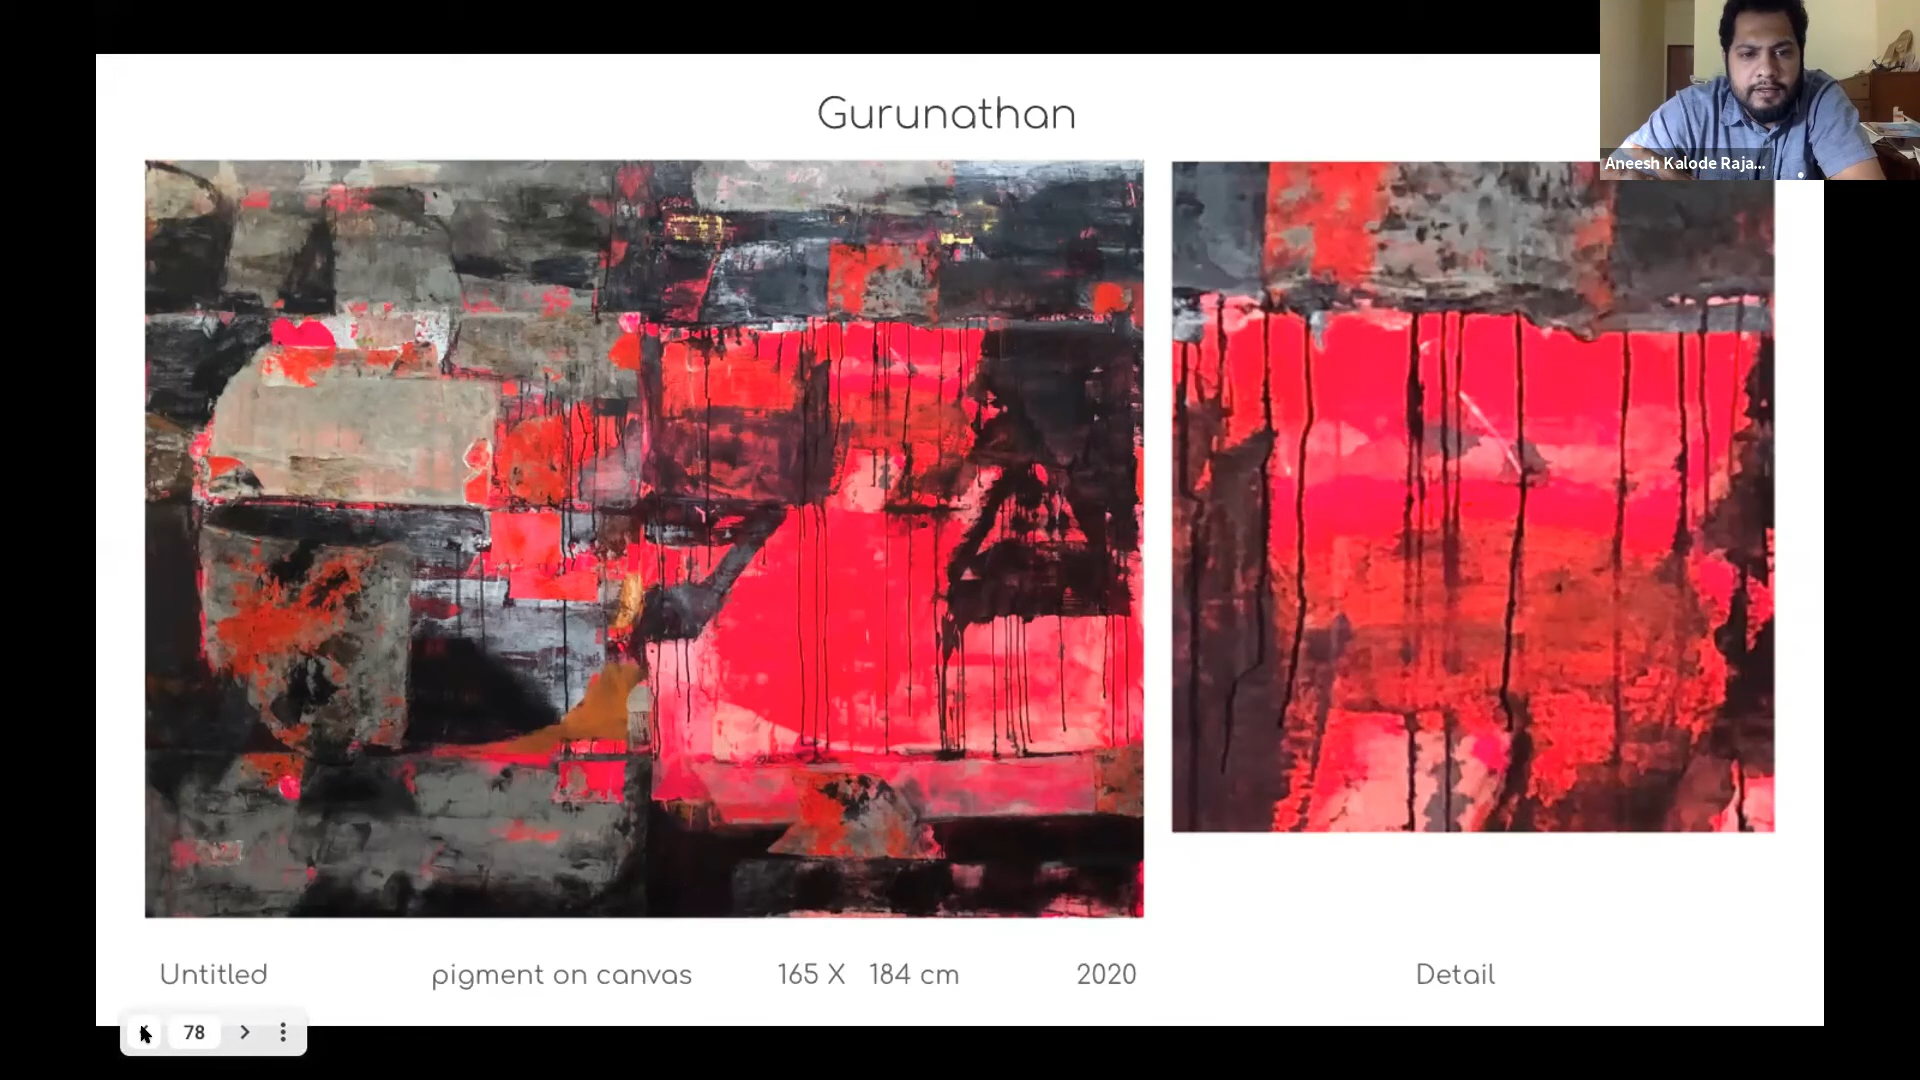 Gurunathan
Aneesh Kalode Raja...
Untitled pigment on canvas 165 X 184 cm 2020 Detail
78